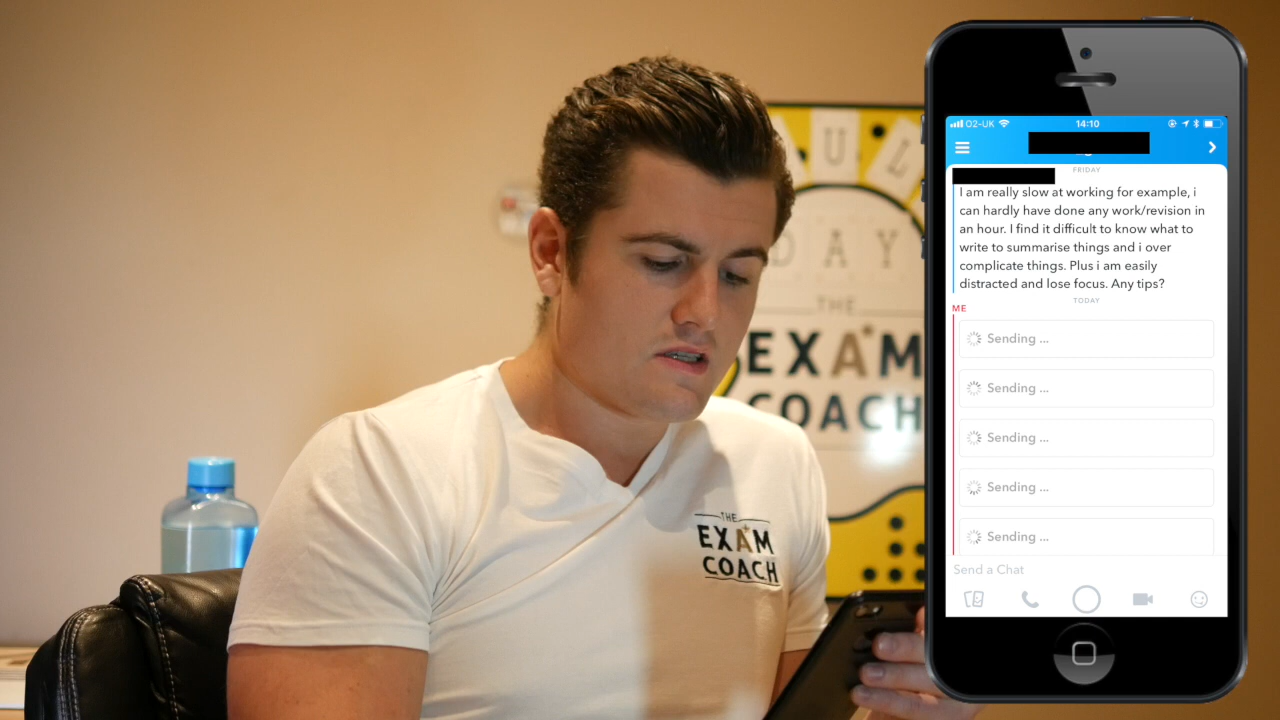 AUL
DAY
THE
EXAM
COACH
THE
EXAM
COACH
O2-UK
14:10
FRIDAY
I am really slow at working for example, i
can hardly have done any work/revision in
an hour. I find it difficult to know what to
write to summarise things and i over
complicate things. Plus i am easily
distracted and lose focus. Any tips?
TODAY
ME
Sending ...
Sending ...
Sending ...
Sending ...
Sending ...
Send a Chat